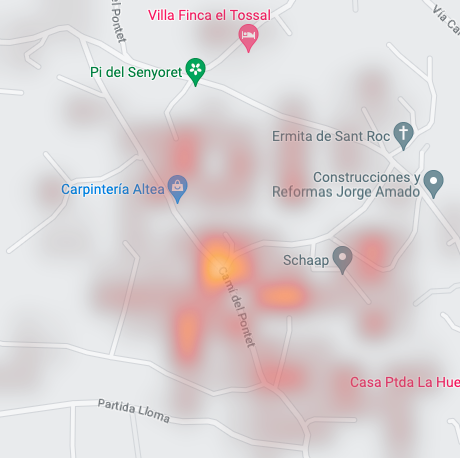 del Pontet
Villa Finca el Tossal
Via Ca
Pi del Senyoret
Ermita de Sant Roc
Construcciones y
Reformas Jorge Amado
Carpintería Altea
Schaap
Camí del Pontet
Casa Ptda La Hue
Partida Lloma